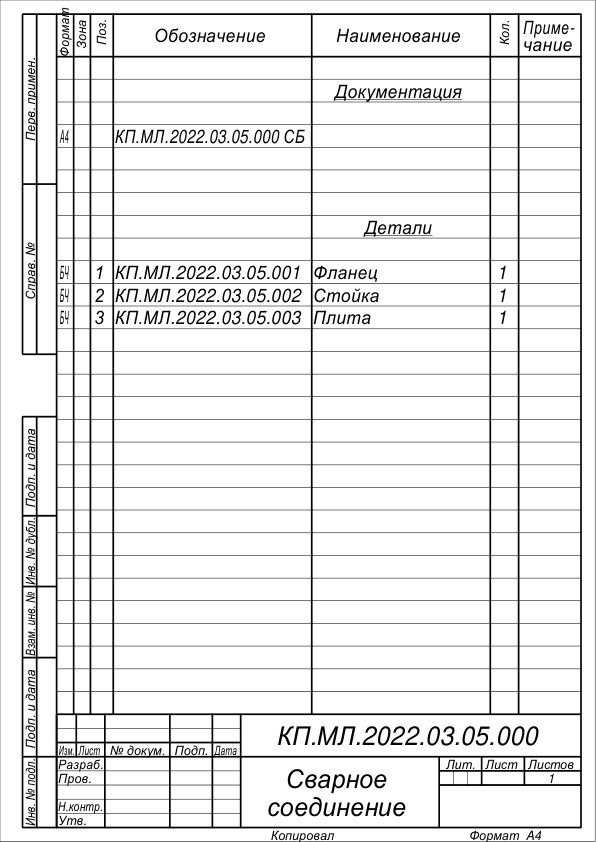 Формат
Зона
Поз.
Обозначение
Наименование
Кол.
Приме-
чание
Перв. примен.
Документация
А4 КП.МЛ.2022.03.05.000 СБ
Справ. №
Детали
БЧ 1 КП.МЛ.2022.03.05.001 Фланец 1
БЧ 2 КП.МЛ.2022.03.05.002 Стойка 1
БЧ 3 КП.МЛ.2022.03.05.003 Плита 1
Подп. и дата
Инв. № дубл.
Взам. инв. №
Подп. и дата
Инв. № подл.
КП.МЛ.2022.03.05.000
Изм. Лист № докум. Подп. Дата
Разраб.
Пров.
Н.контр.
Утв.
Сварное
соединение
Лит. Лист Листов
1
Копировал Формат А4